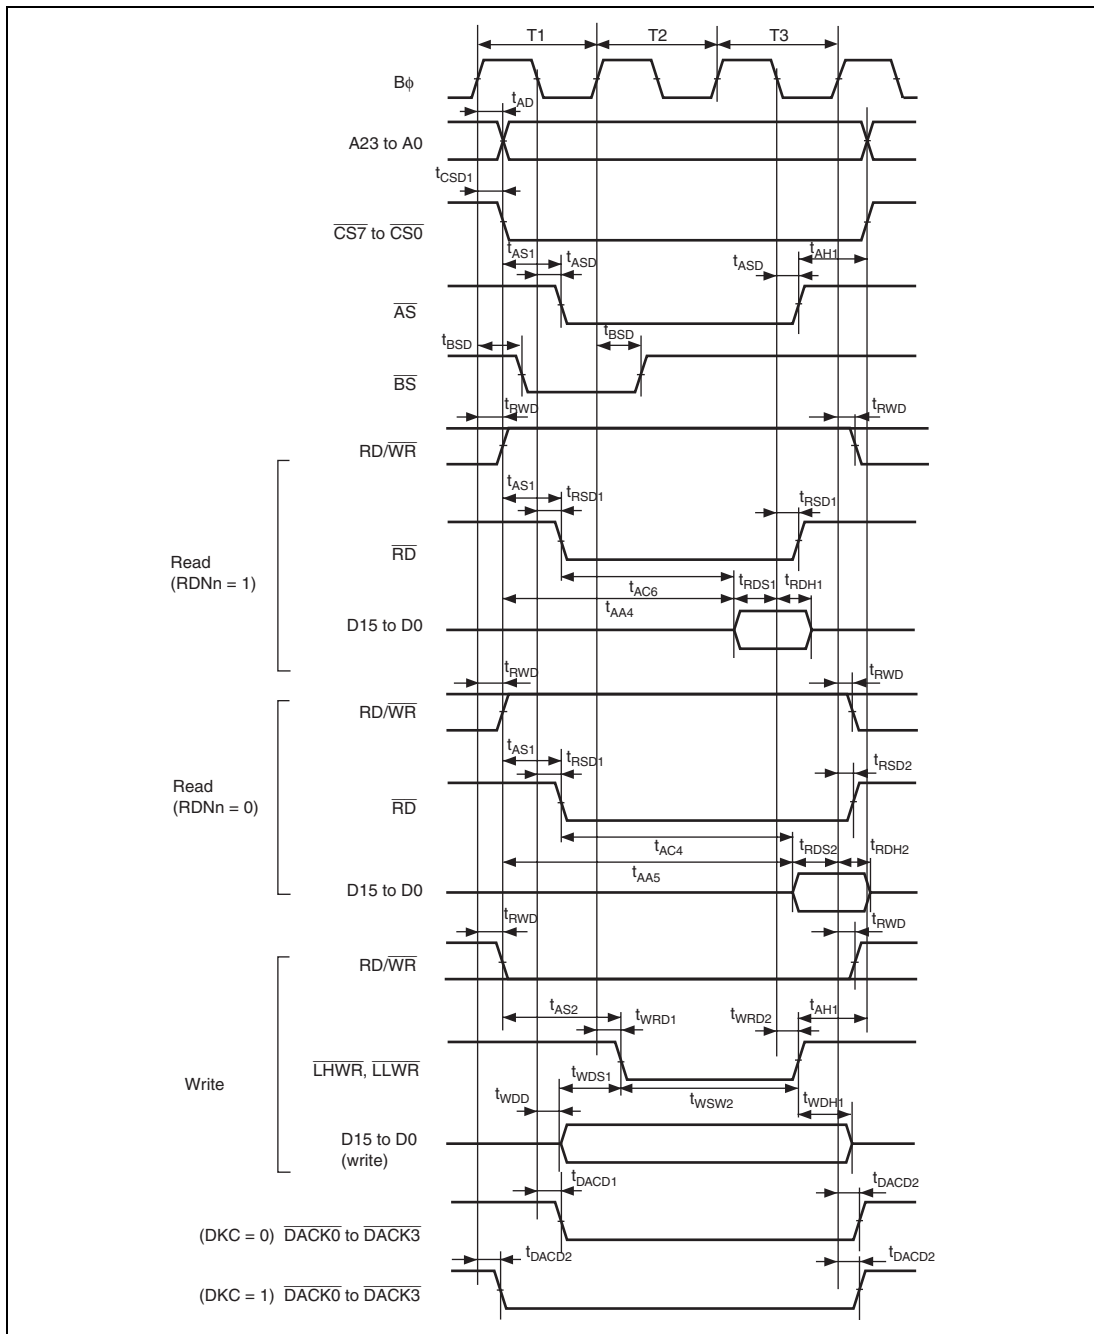 T1 T2 T3
Bφ
tAD
A23 to A0
tCSD1
CS7 to CS0
tAS1 tASD tASD tAH1
AS
tBSD tBSD
BS
tRWD tRWD
RD/WR
tAS1 tRSD1 tRSD1
RD
Read
(RDNn = 1)
tAC6 tRDS1 tRDH1
tAA4
D15 to D0
tRWD tRWD
RD/WR
tAS1 tRSD1 tRSD2
Read
(RDNn = 0)
RD
tAC4 tRDS2 tRDH2
tAA5
D15 to D0
tRWD tRWD
RD/WR
tAS2 tWRD1 tWRD2 tAH1
LHWR, LLWR
Write
tWDD tWDS1 tWSW2 tWDH1
D15 to D0
(write)
tDACD1 tDACD2
(DKC = 0) DACK0 to DACK3
tDACD2 tDACD2
(DKC = 1) DACK0 to DACK3